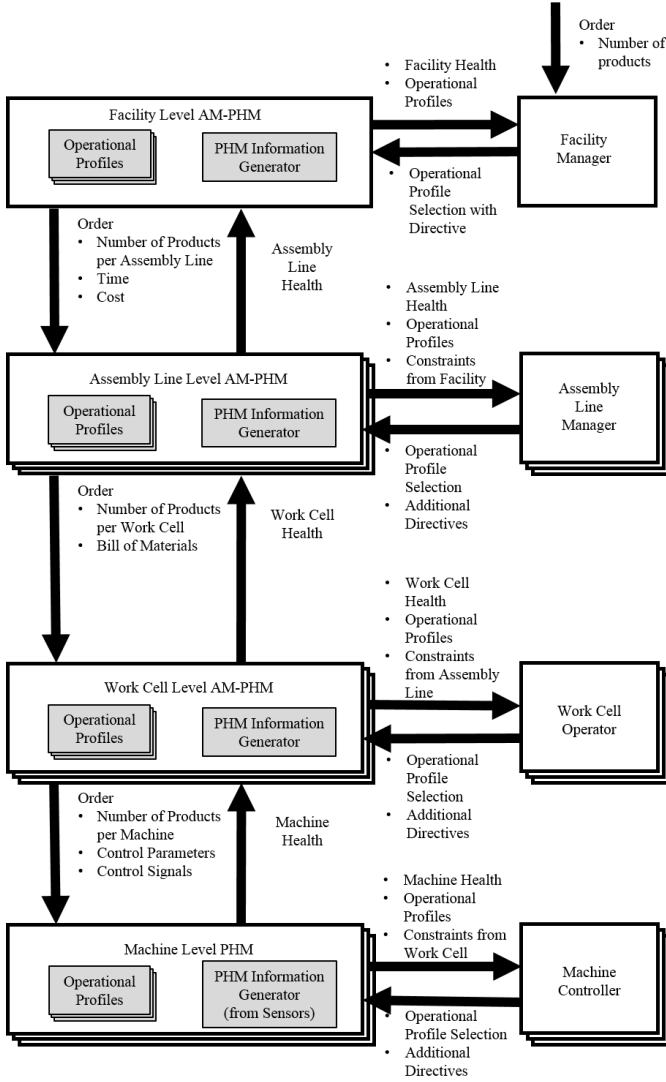 Order
• Number of
products
• Facility Health
• Operational
Profiles
Facility Level AM-PHM
Operational
Profiles
PHM Information
Generator
Facility
Manager
• Operational
Profile
Selection with
Directive
Order
• Number of Products
per Assembly Line
• Time
• Cost
Assembly
Line
Health
• Assembly Line
Health
• Operational
Profiles
• Constraints
from Facility
Assembly Line Level AM-PHM
Operational
Profiles
PHM Information
Generator
Assembly
Line
Manager
• Operational
Profile
Selection
• Additional
Directives
Order
• Number of Products
per Work Cell
• Bill of Materials
Work Cell
Health
• Work Cell
Health
• Operational
Profiles
• Constraints
from Assembly
Line
Work Cell Level AM-PHM
Operational
Profiles
PHM Information
Generator
Work Cell
Operator
• Operational
Profile
Selection
• Additional
Directives
Order
• Number of Products
per Machine
• Control Parameters
• Control Signals
Machine
Health
• Machine Health
• Operational
Profiles
• Constraints from
Work Cell
Machine Level PHM
Operational
Profiles
PHM Information
Generator
(from Sensors)
Machine
Controller
• Operational
Profile Selection
• Additional
Directives